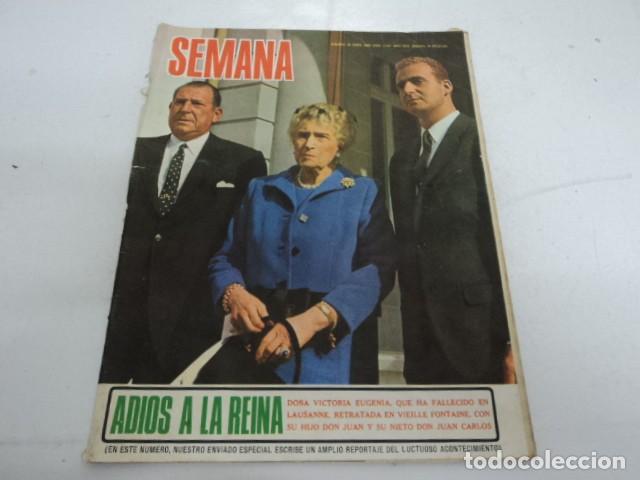 SEMANA
ADIOS A LA REINA
DOÑA VICTORIA EUGENIA, QUE HA FALLECIDO EN
LAUSANNE, RETRATADA EN VIEILLE FONTAINE, CON
SU HIJO DON JUAN Y SU NIETO DON JUAN CARLOS
(EN ESTE NUMERO, NUESTRO ENVIADO ESPECIAL ESCRIBE UN AMPLIO REPORTAJE DEL LUCTUOSO ACONTECIMIENTO)
todocoleccion